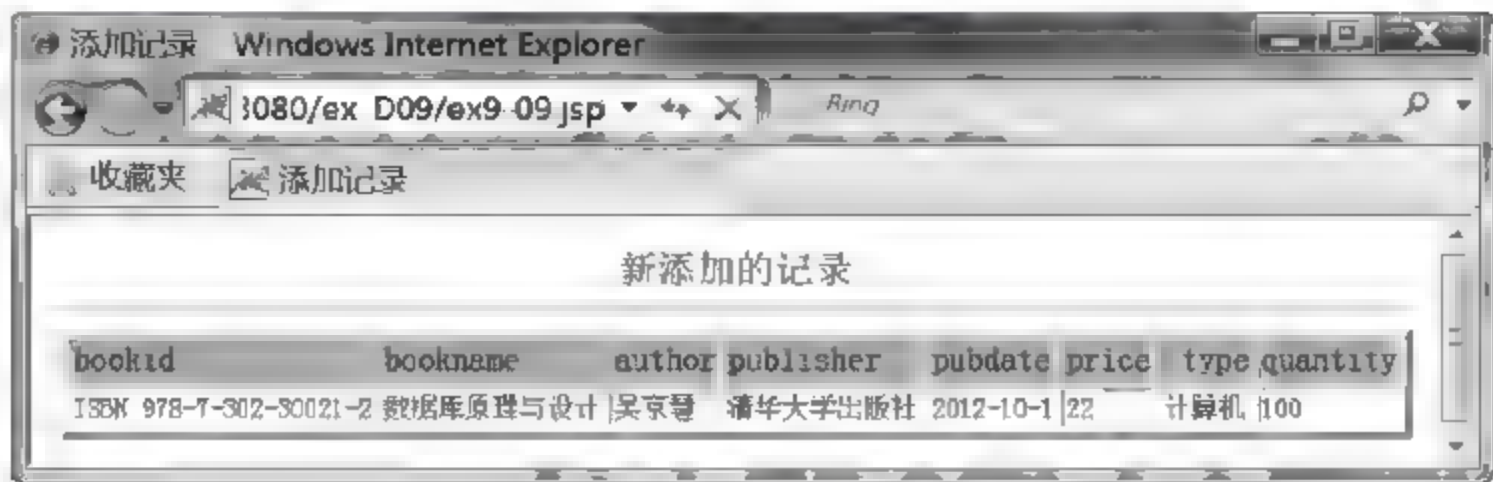 添加记录 Windows Internet Explorer
8080/ex D09/ex9-09 jsp Bing
收藏夹 添加记录
新添加的记录
bookid bookname author publisher pubdate price type quantity
ISBN 978-7-302-30021-2 数据库原理与设计 吴京慧 清华大学出版社 2012-10-1 22 计算机 100